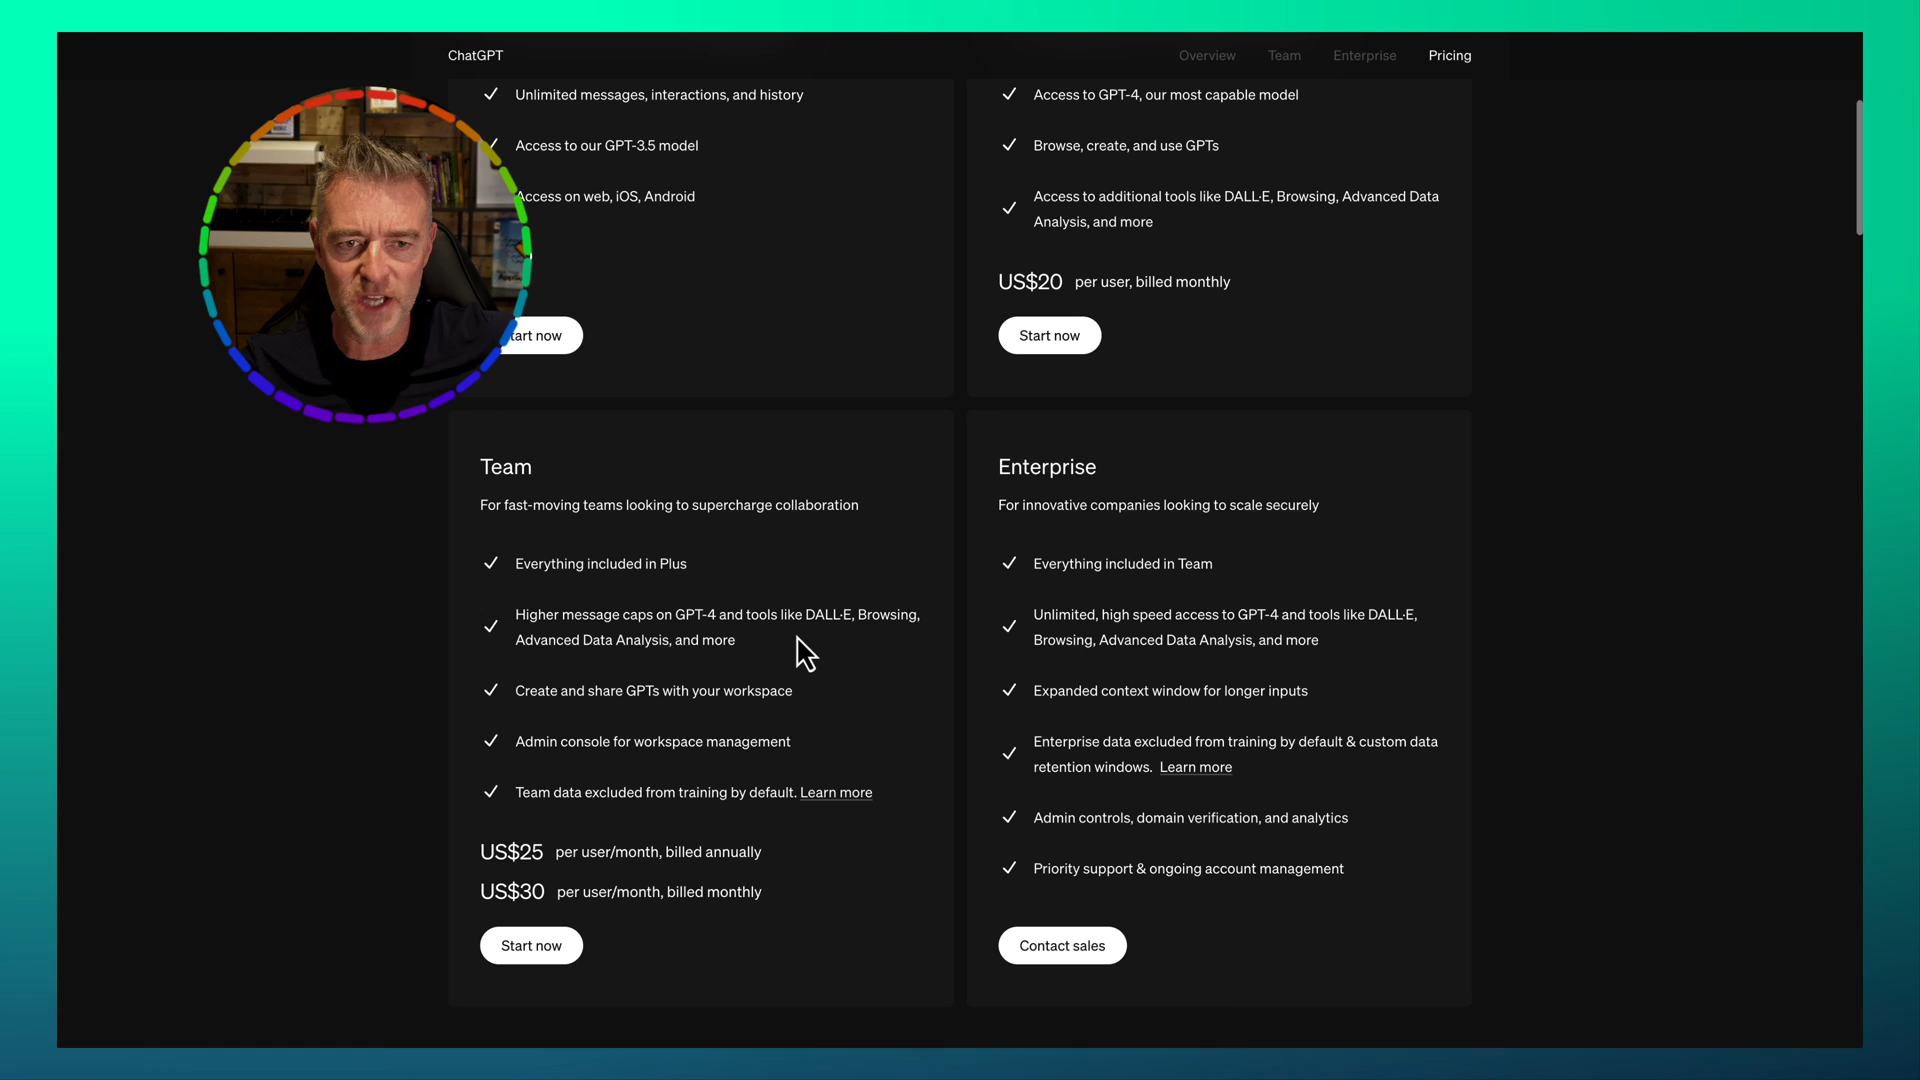 ChatGPT
Overview
Team
Enterprise
Pricing
Unlimited messages, interactions, and history
Access to our GPT-3.5 model
Access on web, iOS, Android
tart now
Access to GPT-4, our most capable model
Browse, create, and use GPTs
Access to additional tools like DALL·E, Browsing, Advanced Data
Analysis, and more
US$20 per user, billed monthly
Start now
Team
For fast-moving teams looking to supercharge collaboration
Everything included in Plus
Higher message caps on GPT-4 and tools like DALL·E, Browsing,
Advanced Data Analysis, and more
Create and share GPTs with your workspace
Admin console for workspace management
Team data excluded from training by default. Learn more
US$25 per user/month, billed annually
US$30 per user/month, billed monthly
Start now
Enterprise
For innovative companies looking to scale securely
Everything included in Team
Unlimited, high speed access to GPT-4 and tools like DALL·E,
Browsing, Advanced Data Analysis, and more
Expanded context window for longer inputs
Enterprise data excluded from training by default & custom data
retention windows. Learn more
Admin controls, domain verification, and analytics
Priority support & ongoing account management
Contact sales